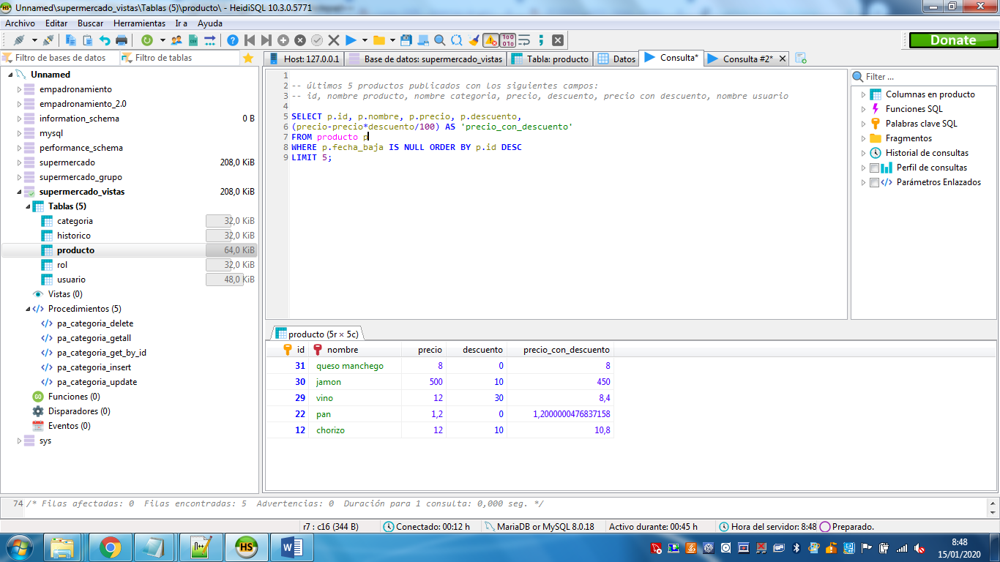 Unnamed\supermercado_vistas\Tablas (5)\producto\ - HeidiSQL 10.3.0.5771
Archivo Editar Buscar Herramientas Ir a Ayuda
Donate
Filtro de bases de datos Filtro de tablas
Host: 127.0.0.1 Base de datos: supermercado_vistas Tabla: producto Datos Consulta* Consulta #2*
Unnamed
empadronamiento
empadronamiento_2.0
information_schema 0 B
mysql
performance_schema
supermercado 208,0 KiB
supermercado_grupo
supermercado_vistas 208,0 KiB
Tablas (5)
categoria 32,0 KiB
historico 32,0 KiB
producto 64,0 KiB
rol 32,0 KiB
usuario 48,0 KiB
Vistas (0)
Procedimientos (5)
pa_categoria_delete
pa_categoria_getall
pa_categoria_get_by_id
pa_categoria_insert
pa_categoria_update
Funciones (0)
Disparadores (0)
Eventos (0)
sys
1
2 -- últimos 5 productos publicados con los siguientes campos:
3 -- id, nombre producto, nombre categoria, precio, descuento, precio con descuento, nombre usuario
4
5 SELECT p.id, p.nombre, p.precio, p.descuento,
6 (precio-precio*descuento/100) AS 'precio_con_descuento'
7 FROM producto p
8 WHERE p.fecha_baja IS NULL ORDER BY p.id DESC
9 LIMIT 5;
Filter ...
Columnas en producto
Funciones SQL
Palabras clave SQL
Fragmentos
Historial de consultas
Perfil de consultas
Parámetros Enlazados
producto (5r × 5c)
id nombre precio descuento precio_con_descuento
31 queso manchego 8 0 8
30 jamon 500 10 450
29 vino 12 30 8,4
22 pan 1,2 0 1,2000000476837158
12 chorizo 12 10 10,8
74 /* Filas afectadas: 0 Filas encontradas: 5 Advertencias: 0 Duración para 1 consulta: 0,000 seg. */
r7 : c16 (344 B) Conectado: 00:12 h MariaDB or MySQL 8.0.18 Activo durante: 00:45 h Hora del servidor: 8:48 Preparado.
8:48
15/01/2020